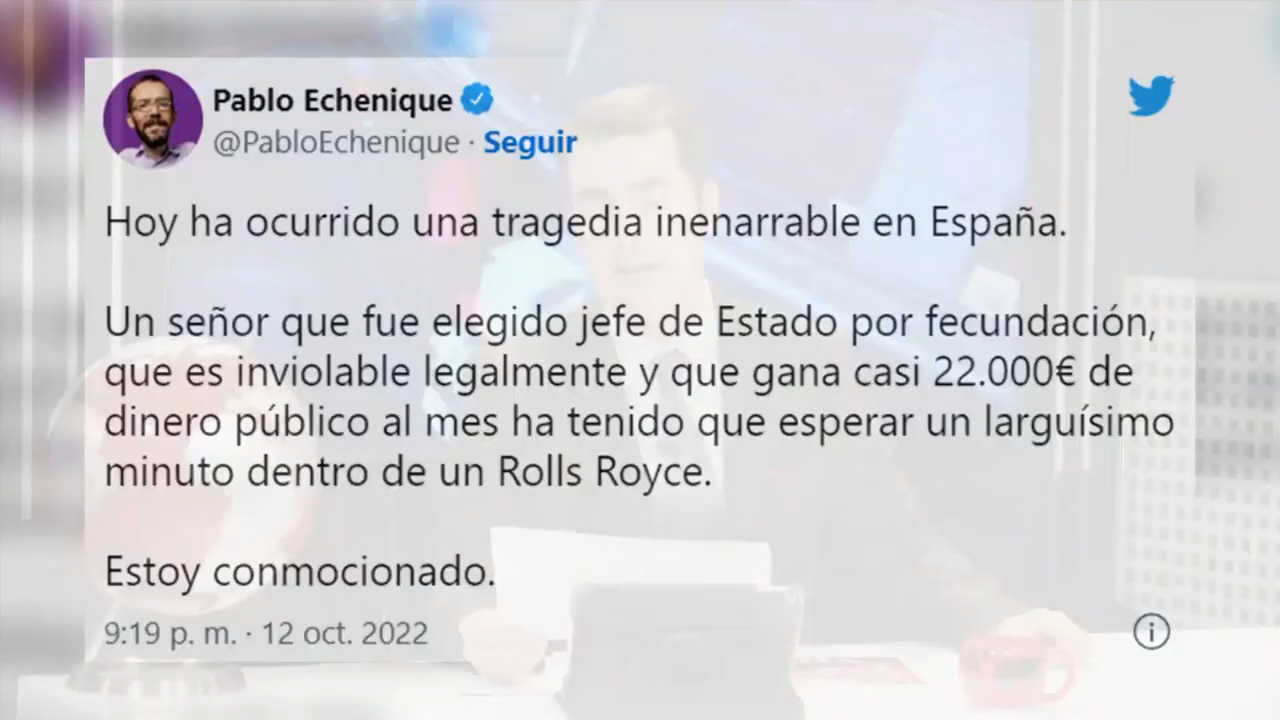 Pablo Echenique
@PabloEchenique · Seguir
Hoy ha ocurrido una tragedia inenarrable en España.
Un señor que fue elegido jefe de Estado por fecundación,
que es inviolable legalmente y que gana casi 22.000€ de
dinero público al mes ha tenido que esperar un larguísimo
minuto dentro de un Rolls Royce.
Estoy conmocionado.
9:19 p. m. · 12 oct. 2022